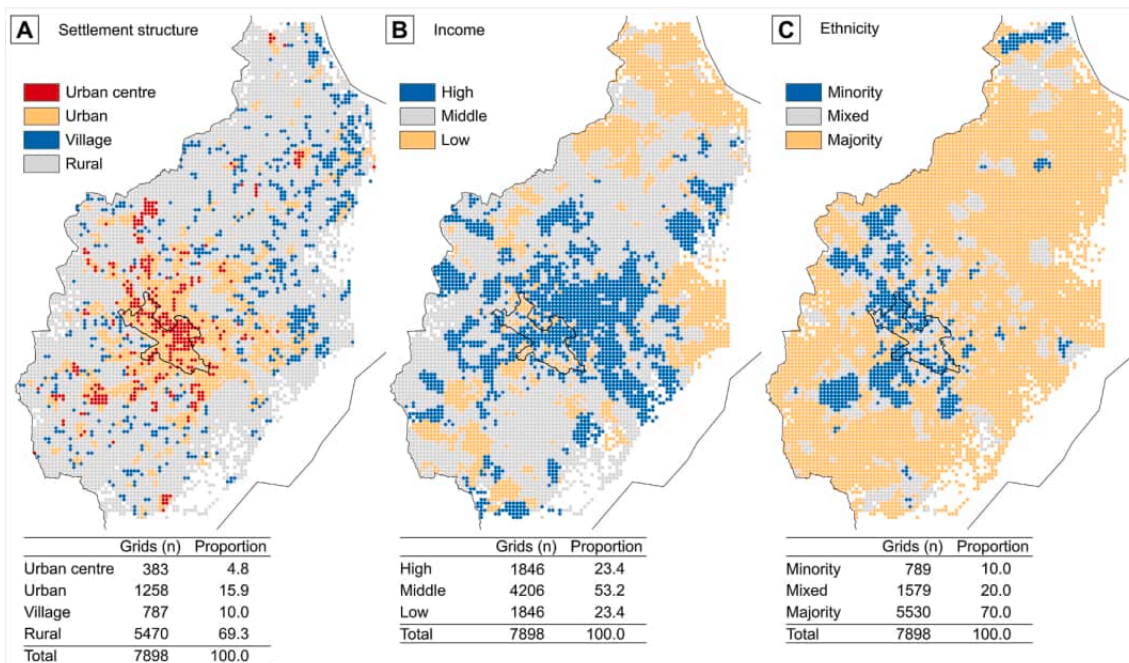 A Settlement structure
Urban centre
Urban
Village
Rural
Grids (n) Proportion
Urban centre 383 4.8
Urban 1258 15.9
Village 787 10.0
Rural 5470 69.3
Total 7898 100.0
B Income
High
Middle
Low
Grids (n) Proportion
High 1846 23.4
Middle 4206 53.2
Low 1846 23.4
Total 7898 100.0
C Ethnicity
Minority
Mixed
Majority
Grids (n) Proportion
Minority 789 10.0
Mixed 1579 20.0
Majority 5530 70.0
Total 7898 100.0